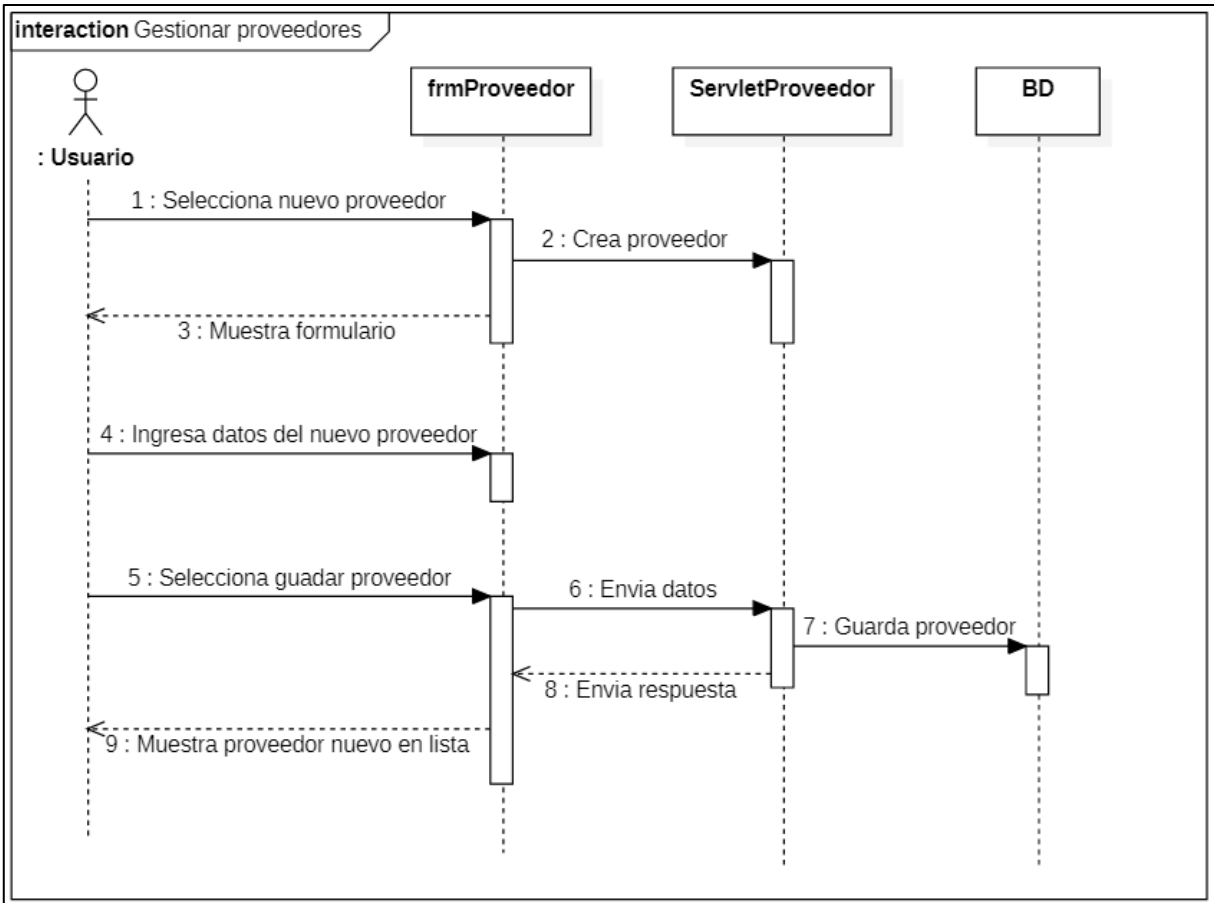 interaction Gestionar proveedores
frmProveedor
ServletProveedor
BD
: Usuario
1 : Selecciona nuevo proveedor
2 : Crea proveedor
3 : Muestra formulario
4 : Ingresa datos del nuevo proveedor
5 : Selecciona guadar proveedor
6 : Envia datos
7 : Guarda proveedor
8 : Envia respuesta
9 : Muestra proveedor nuevo en lista